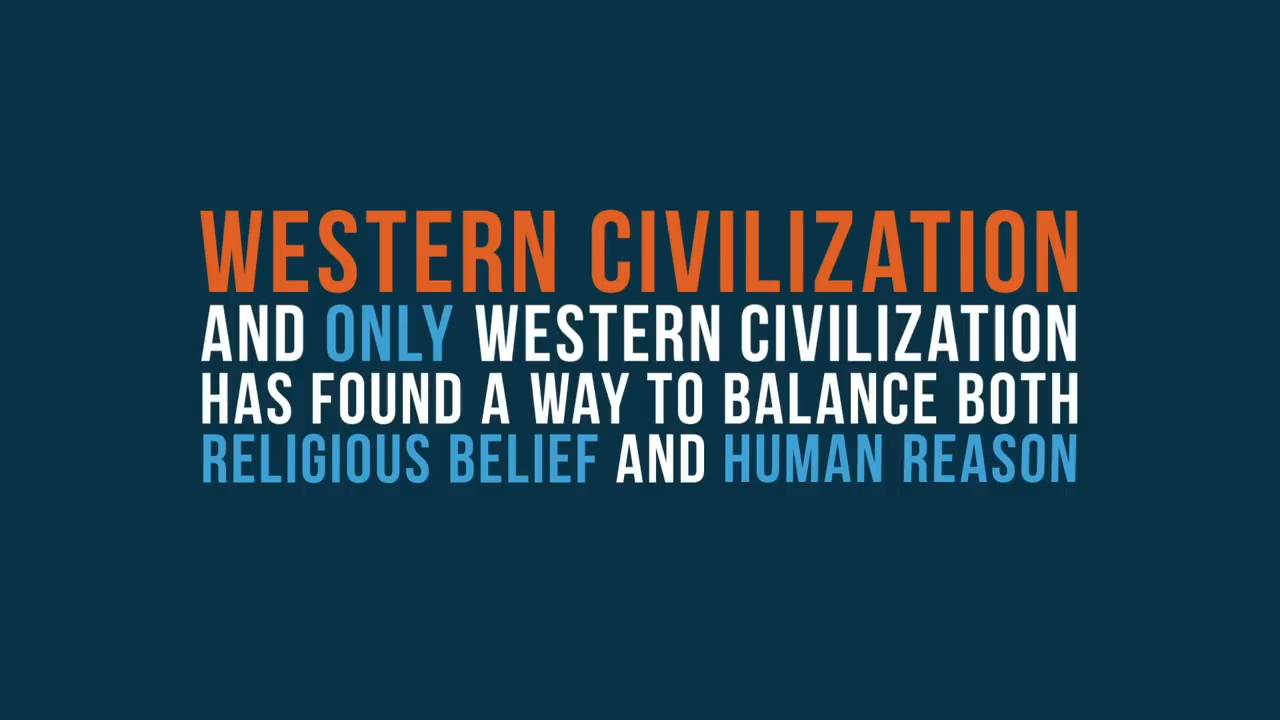 WESTERN CIVILIZATION
AND ONLY WESTERN CIVILIZATION
HAS FOUND A WAY TO BALANCE BOTH
RELIGIOUS BELIEF AND HUMAN REASON